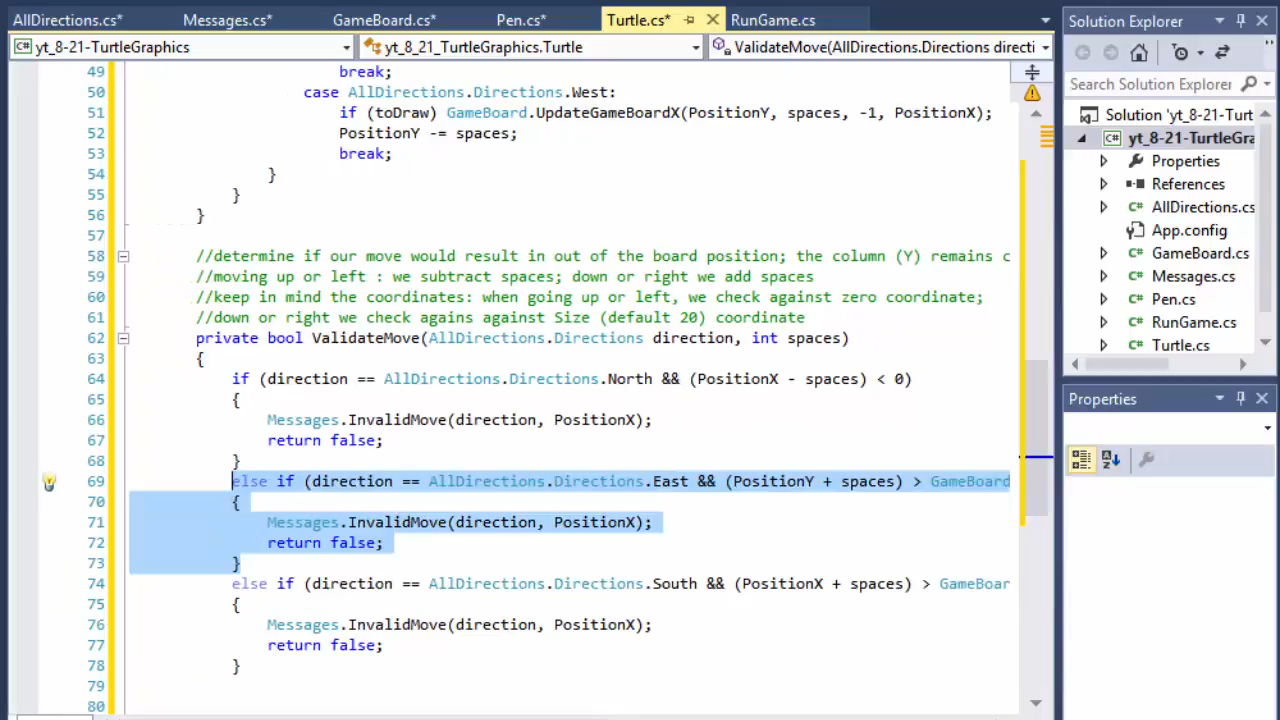 AllDirections.cs* Messages.cs* GameBoard.cs* Pen.cs* Turtle.cs* RunGame.cs
yt_8-21-TurtleGraphics yt_8_21_TurtleGraphics.Turtle ValidateMove(AllDirections.Directions directi
49 break;
50 case AllDirections.Directions.West:
51 if (toDraw) GameBoard.UpdateGameBoardX(PositionY, spaces, -1, PositionX);
52 PositionY -= spaces;
53 break;
54 }
55 }
56 }
57
58 //determine if our move would result in out of the board position; the column (Y) remains c
59 //moving up or left : we subtract spaces; down or right we add spaces
60 //keep in mind the coordinates: when going up or left, we check against zero coordinate;
61 //down or right we check agains against Size (default 20) coordinate
62 private bool ValidateMove(AllDirections.Directions direction, int spaces)
63 {
64 if (direction == AllDirections.Directions.North && (PositionX - spaces) < 0)
65 {
66 Messages.InvalidMove(direction, PositionX);
67 return false;
68 }
69 else if (direction == AllDirections.Directions.East && (PositionY + spaces) > GameBoard
70 {
71 Messages.InvalidMove(direction, PositionX);
72 return false;
73 }
74 else if (direction == AllDirections.Directions.South && (PositionX + spaces) > GameBoar
75 {
76 Messages.InvalidMove(direction, PositionX);
77 return false;
78 }
79
80
Solution Explorer
Search Solution Explorer
Solution 'yt_8-21-Turt
C# yt_8-21-TurtleGra
Properties
References
C# AllDirections.cs
App.config
C# GameBoard.cs
C# Messages.cs
C# Pen.cs
C# RunGame.cs
C# Turtle.cs
Properties